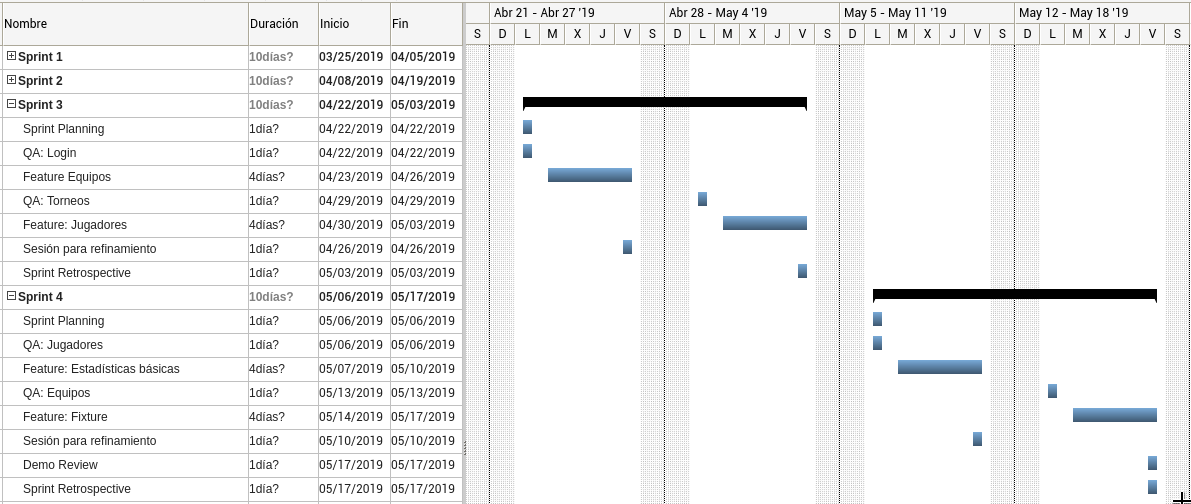 Nombre Duración Inicio Fin Abr 21 - Abr 27 '19 Abr 28 - May 4 '19 May 5 - May 11 '19 May 12 - May 18 '19
S D L M X J V S D L M X J V S D L M X J V S D L M X J V S
Sprint 1 10días? 03/25/2019 04/05/2019
Sprint 2 10días? 04/08/2019 04/19/2019
Sprint 3 10días? 04/22/2019 05/03/2019
Sprint Planning 1día? 04/22/2019 04/22/2019
QA: Login 1día? 04/22/2019 04/22/2019
Feature Equipos 4días? 04/23/2019 04/26/2019
QA: Torneos 1día? 04/29/2019 04/29/2019
Feature: Jugadores 4días? 04/30/2019 05/03/2019
Sesión para refinamiento 1día? 04/26/2019 04/26/2019
Sprint Retrospective 1día? 05/03/2019 05/03/2019
Sprint 4 10días? 05/06/2019 05/17/2019
Sprint Planning 1día? 05/06/2019 05/06/2019
QA: Jugadores 1día? 05/06/2019 05/06/2019
Feature: Estadísticas básicas 4días? 05/07/2019 05/10/2019
QA: Equipos 1día? 05/13/2019 05/13/2019
Feature: Fixture 4días? 05/14/2019 05/17/2019
Sesión para refinamiento 1día? 05/10/2019 05/10/2019
Demo Review 1día? 05/17/2019 05/17/2019
Sprint Retrospective 1día? 05/17/2019 05/17/2019